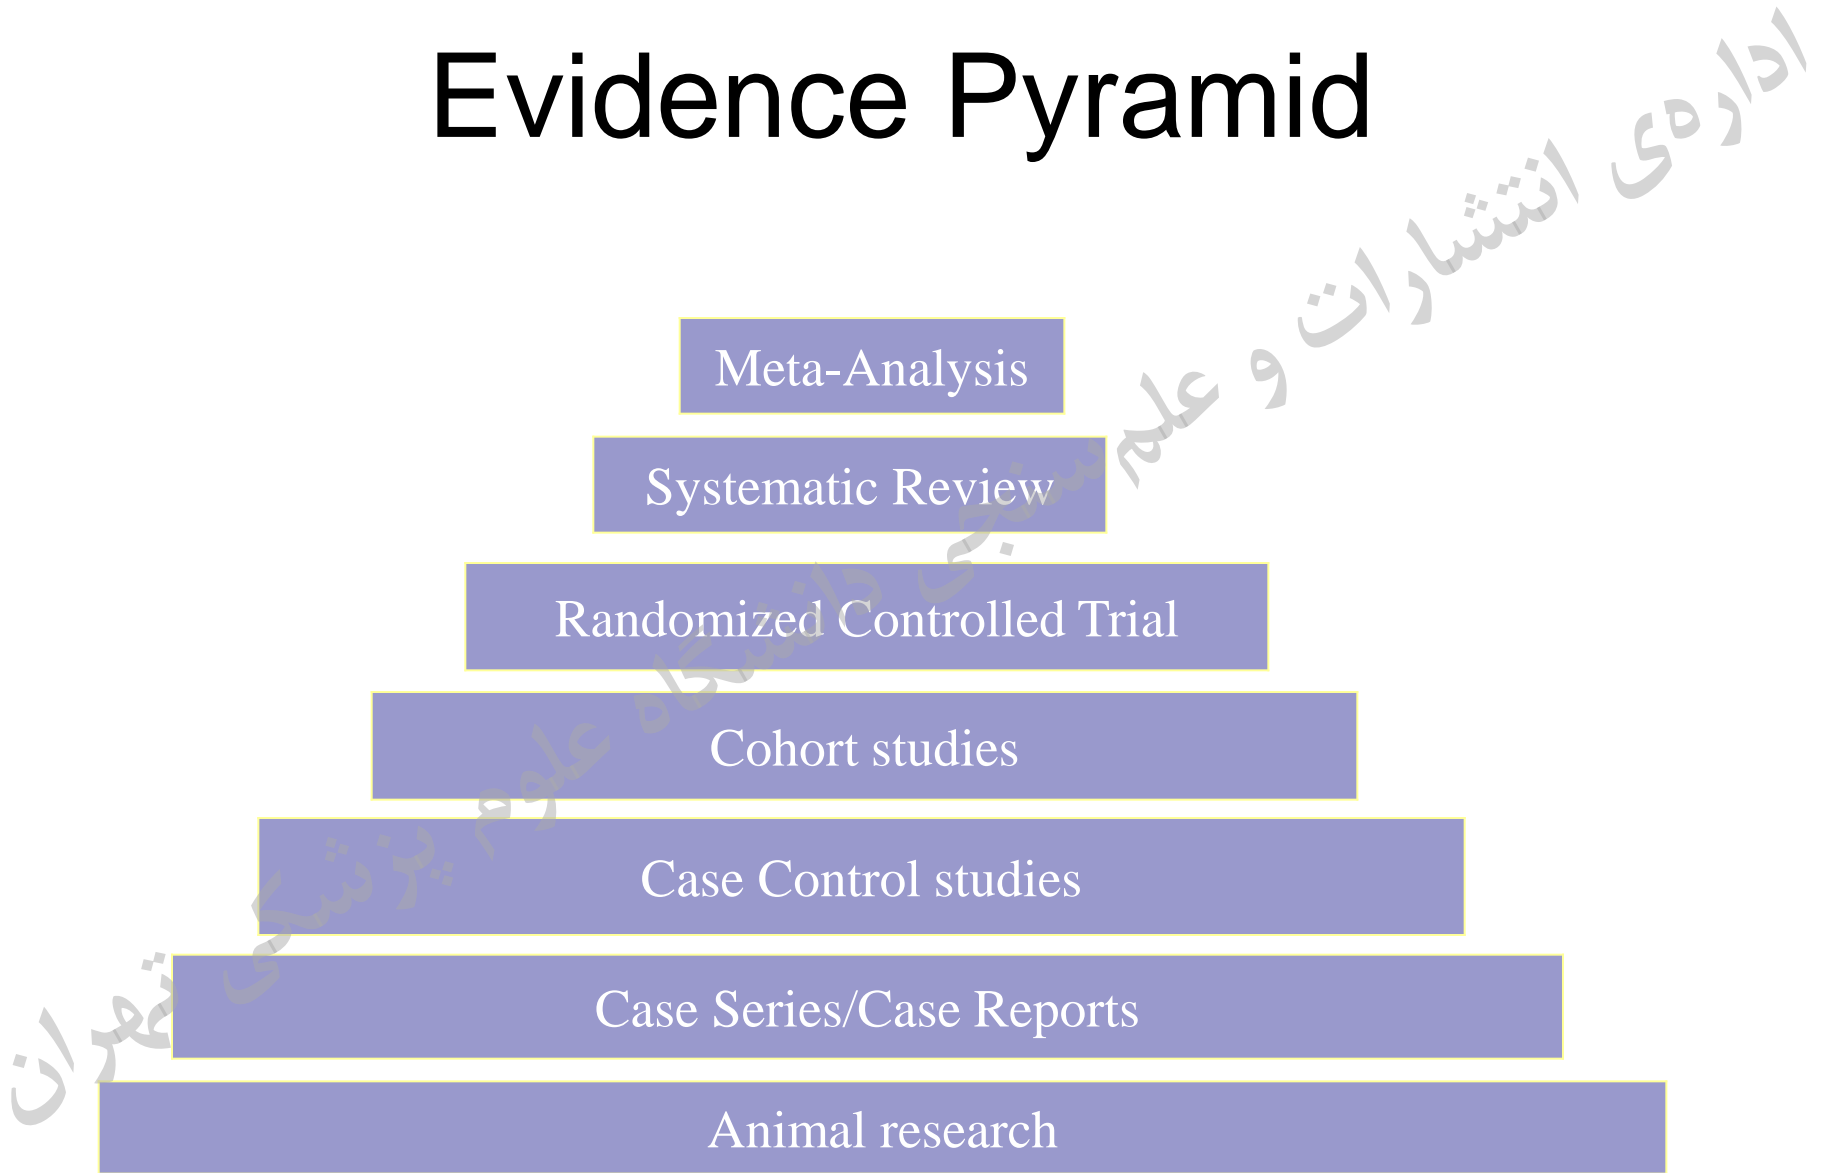 Evidence Pyramid
Meta-Analysis
Systematic Review
Randomized Controlled Trial
Cohort studies
Case Control studies
Case Series/Case Reports
Animal research
اداره‌ی انتشارات و علم‌سنجی دانشگاه علوم پزشکی تهران